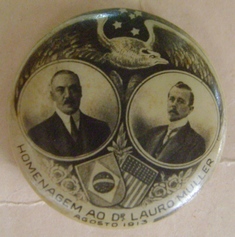 HOMENAGEM AO DR LAURO MULLER
AGOSTO 1913